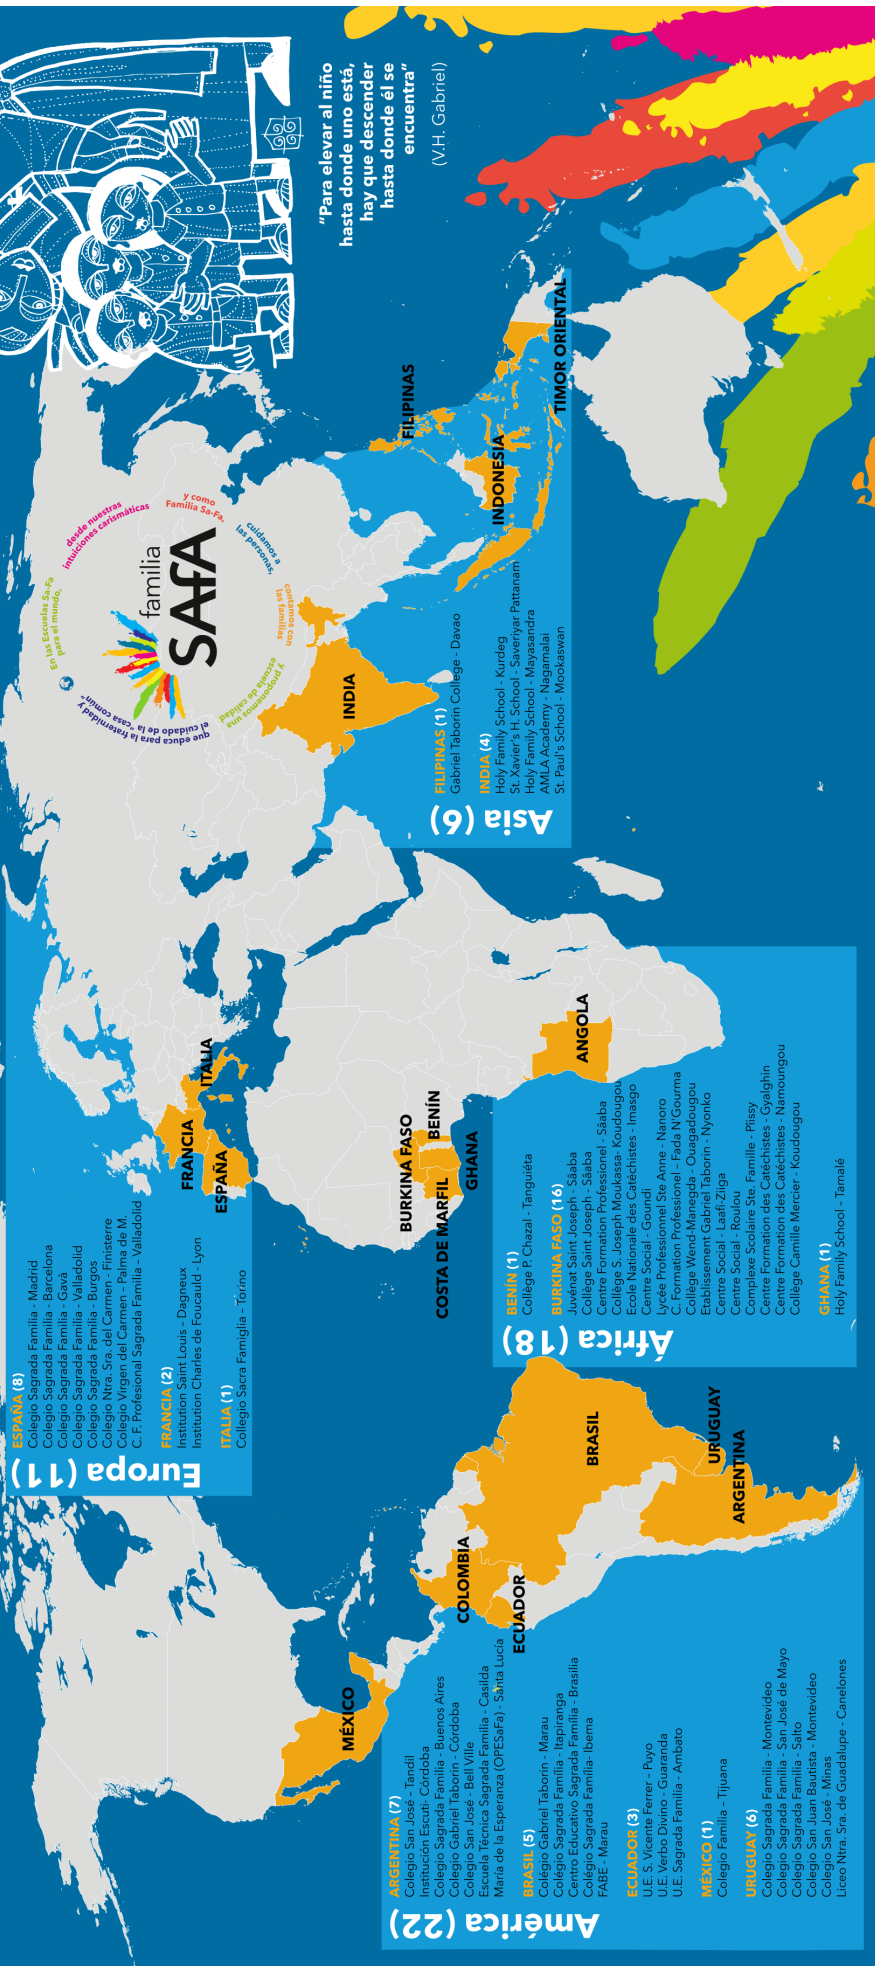 América (22)
ARGENTINA (7)
Colegio San José - Tandil
Institución Escuti- Córdoba
Colegio Sagrada Familia - Buenos Aires
Colegio Gabriel Taborin - Córdoba
Colegio San José - Bell Ville
Escuela Técnica Sagrada Familia - Casilda
María de la Esperanza (OPESaFa) - Santa Lucía
BRASIL (5)
Colégio Gabriel Taborin - Marau
Colégio Sagrada Família - Itapiranga
Centro Educativo Sagrada Família - Brasilia
Colégio Sagrada Família- Ibema
FABE - Marau
ECUADOR (3)
U.E. S. Vicente Ferrer - Puyo
U.E. Verbo Divino - Guaranda
U.E. Sagrada Familia - Ambato
MÉXICO (1)
Colegio Familia - Tijuana
URUGUAY (6)
Colegio Sagrada Familia - Montevideo
Colegio Sagrada Familia - San José de Mayo
Colegio Sagrada Familia - Salto
Colegio San Juan Bautista - Montevideo
Colegio San José - Minas
Liceo Ntra. Sra. de Guadalupe - Canelones
MÉXICO
COLOMBIA
ECUADOR
BRASIL
URUGUAY
ARGENTINA
Europa (11)
ESPAÑA (8)
Colegio Sagrada Familia - Madrid
Colegio Sagrada Familia - Barcelona
Colegio Sagrada Familia - Gavà
Colegio Sagrada Familia - Valladolid
Colegio Sagrada Familia - Burgos
Colegio Ntra. Sra. del Carmen - Finisterre
Colegio Virgen del Carmen - Palma de M.
C. F. Profesional Sagrada Familia - Valladolid
FRANCIA (2)
Institution Saint Louis - Dagneux
Institution Charles de Foucauld - Lyon
ITALIA (1)
Collegio Sacra Famiglia - Torino
FRANCIA
ITALIA
ESPAÑA
BURKINA FASO
BENÍN
COSTA DE MARFIL
GHANA
ANGOLA
África (18)
BENIN (1)
Collège P. Chazal - Tanguiéta
BURKINA FASO (16)
Juvénat Saint Joseph - Sâaba
Collège Saint Joseph - Sâaba
Centre Formation Professionel - Sâaba
Collège S. Joseph Moukassa- Koudougou
Ecole Nationale des Catéchistes - Imasgo
Centre Social - Goundi
Lycée Professionnel Ste Anne - Nanoro
C. Formation Professionel - Fada N'Gourma
Collège Wend-Manegda - Ouagadougou
Etablissement Gabriel Taborin - Nyonko
Centre Social - Laafi-Ziiga
Centre Social - Roulou
Complexe Scolaire Ste. Famille - Pïssy
Centre Formation des Catéchistes - Gyalghin
Centre Formation des Catéchistes - Namoungou
Collège Camille Mercier - Koudougou
GHANA (1)
Holy Family School - Tamalé
En las Escuelas Sa-Fa
para el mundo,
desde nuestras
intuiciones carismáticas
y como
Familia Sa-Fa,
cuidamos a
las personas,
contamos con
las familias
y proponemos una
escuela de calidad
que educa para la fraternidad y
el cuidado de la "casa común"
familia
SAfA
INDIA
FILIPINAS
INDONESIA
TIMOR ORIENTAL
Asia (6)
FILIPINAS (1)
Gabriel Taborin College - Davao
INDIA (4)
Holy Family School - Kurdeg
St. Xavier's H. School - Saveriyar Pattanam
Holy Family School - Mayasandra
AMLA Academy - Nagamalai
St. Paul's School - Mookaswan
"Para elevar al niño
hasta donde uno está,
hay que descender
hasta donde él se
encuentra"
(V.H. Gabriel)